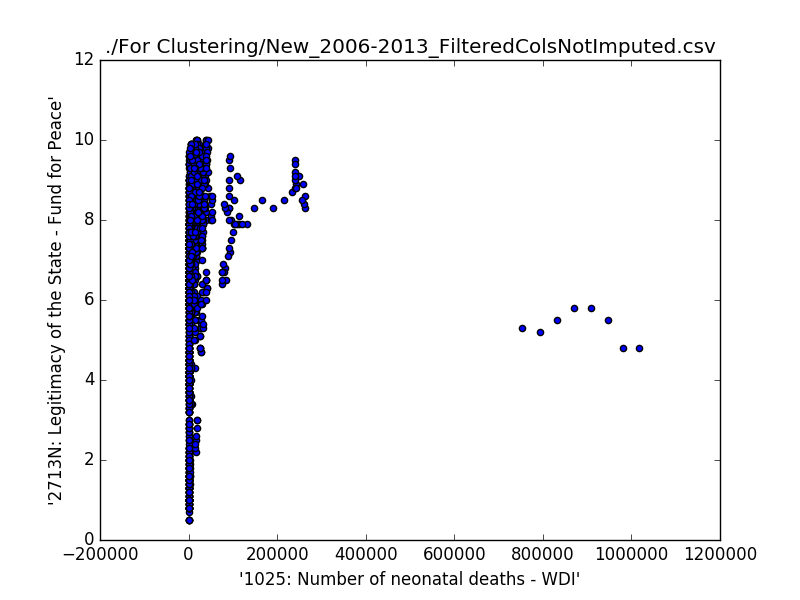 ./For Clustering/New_2006-2013_FilteredColsNotImputed.csv
12
10
8
6
4
2
0
'2713N: Legitimacy of the State - Fund for Peace'
−200000 0 200000 400000 600000 800000 1000000 1200000
'1025: Number of neonatal deaths - WDI'